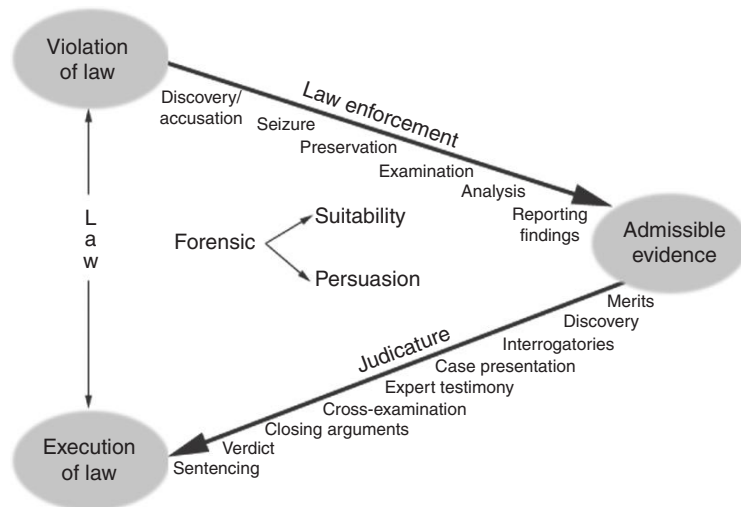 Violation
of law
Law enforcement
Discovery/
accusation
Seizure
Preservation
Examination
Analysis
Reporting
findings
Admissible
evidence
L
a
w
Forensic
Suitability
Persuasion
Judicature
Merits
Discovery
Interrogatories
Case presentation
Expert testimony
Cross-examination
Closing arguments
Verdict
Sentencing
Execution
of law